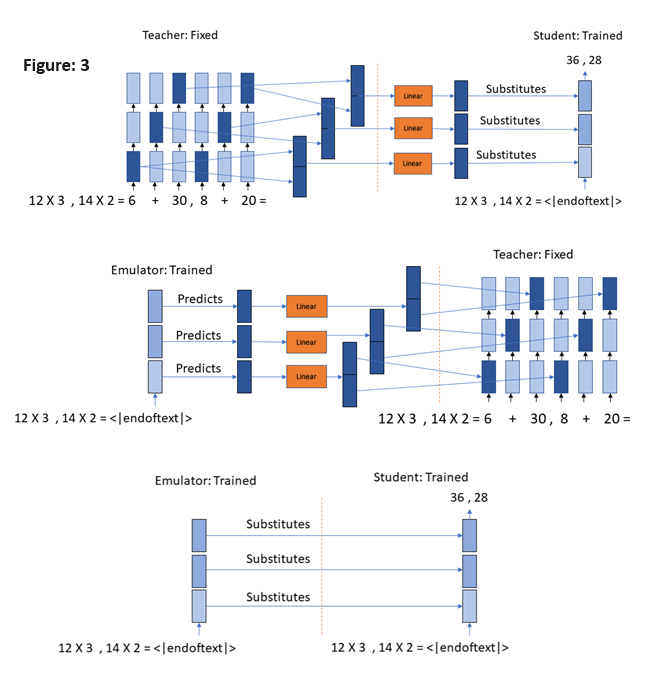 Teacher: Fixed
Student: Trained
Figure: 3
36 , 28
Linear
Substitutes
Linear
Substitutes
Linear
Substitutes
12 X 3 , 14 X 2 = 6 + 30 , 8 + 20 =
12 X 3 , 14 X 2 = <|endoftext|>
Teacher: Fixed
Emulator: Trained
Predicts
Linear
Predicts
Linear
Predicts
Linear
12 X 3 , 14 X 2 = <|endoftext|>
12 X 3 , 14 X 2 = 6 + 30 , 8 + 20 =
Emulator: Trained
Student: Trained
36 , 28
Substitutes
Substitutes
Substitutes
12 X 3 , 14 X 2 = <|endoftext|>
12 X 3 , 14 X 2 = <|endoftext|>